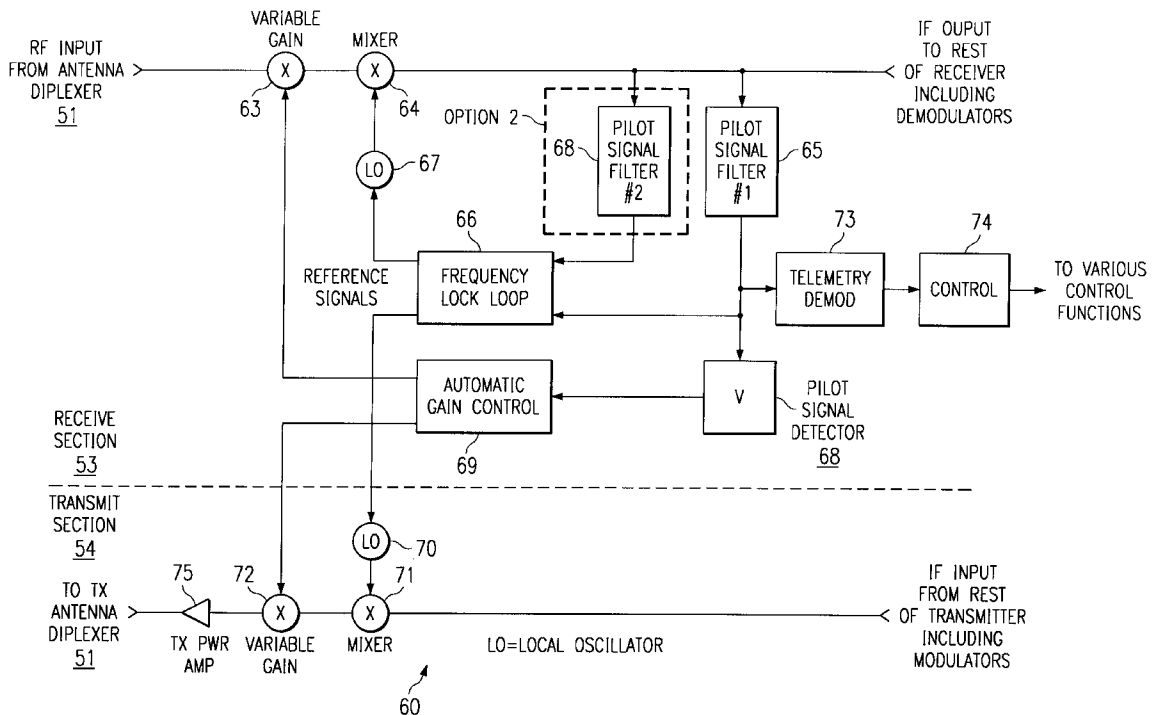 RF INPUT
FROM ANTENNA
DIPLEXER
51
VARIABLE
GAIN
X
63
MIXER
X
64
IF OUPUT
TO REST
OF RECEIVER
INCLUDING
DEMODULATORS
OPTION 2
68
PILOT
SIGNAL
FILTER
#2
PILOT
SIGNAL
FILTER
#1
65
LO
67
66
FREQUENCY
LOCK LOOP
REFERENCE
SIGNALS
73
TELEMETRY
DEMOD
74
CONTROL
TO VARIOUS
CONTROL
FUNCTIONS
AUTOMATIC
GAIN CONTROL
69
V
PILOT
SIGNAL
DETECTOR
68
RECEIVE
SECTION
53
TRANSMIT
SECTION
54
LO
70
TO TX
ANTENNA
DIPLEXER
51
75
TX PWR
AMP
72
X
VARIABLE
GAIN
71
X
MIXER
LO=LOCAL OSCILLATOR
IF INPUT
FROM REST
OF TRANSMITTER
INCLUDING
MODULATORS
60